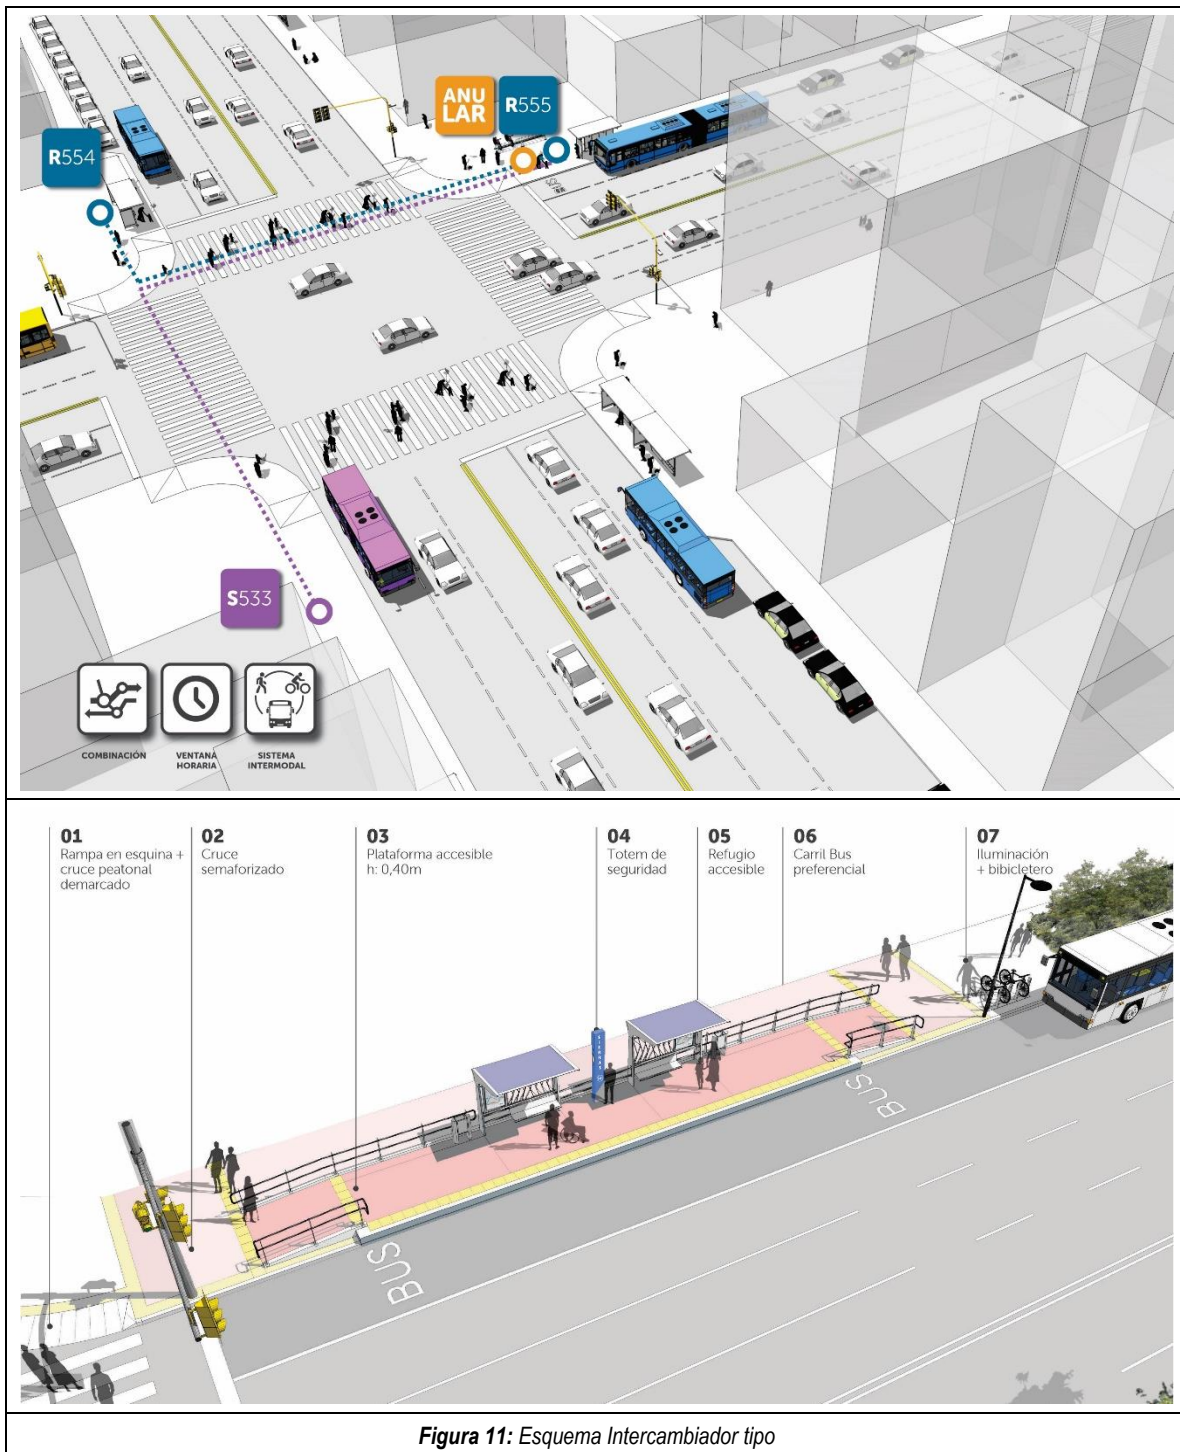 ANU
LAR
R555
R554
S533
COMBINACIÓN
VENTANA
HORARIA
SISTEMA
INTERMODAL
01
Rampa en esquina +
cruce peatonal
demarcado
02
Cruce
semaforizado
03
Plataforma accesible
h: 0,40m
04
Totem de
seguridad
05
Refugio
accesible
06
Carril Bus
preferencial
07
Iluminación
+ bibicletero
BUS
BUS
Figura 11: Esquema Intercambiador tipo